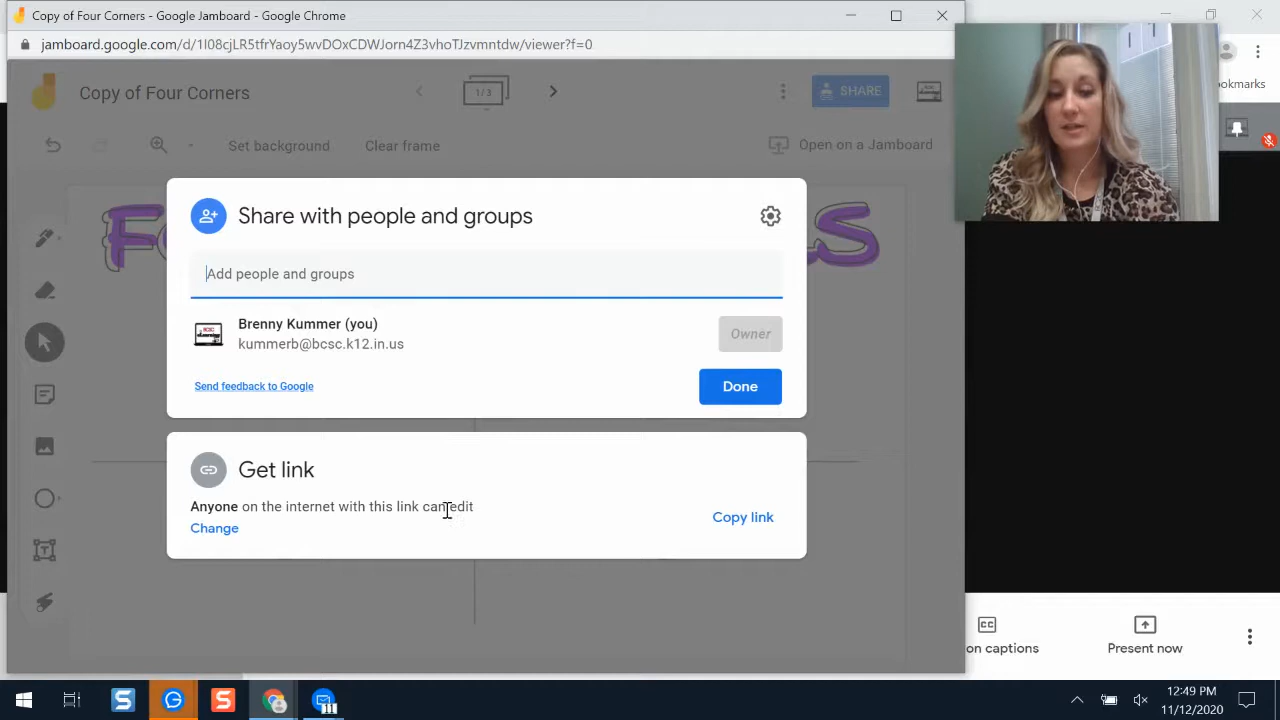 Copy of Four Corners - Google Jamboard - Google Chrome
jamboard.google.com/d/1I08cjLR5tfrYaoy5wvDOxCDWJorn4Z3vhoTJzvmntdw/viewer?f=0
ookmarks
Copy of Four Corners
1/3
SHARE
Set background
Clear frame
Open on a Jamboard
Share with people and groups
Add people and groups
Brenny Kummer (you)
kummerb@bcsc.k12.in.us
Owner
Send feedback to Google
Done
Get link
Anyone on the internet with this link can edit
Change
Copy link
on captions
Present now
11
12:49 PM
11/12/2020